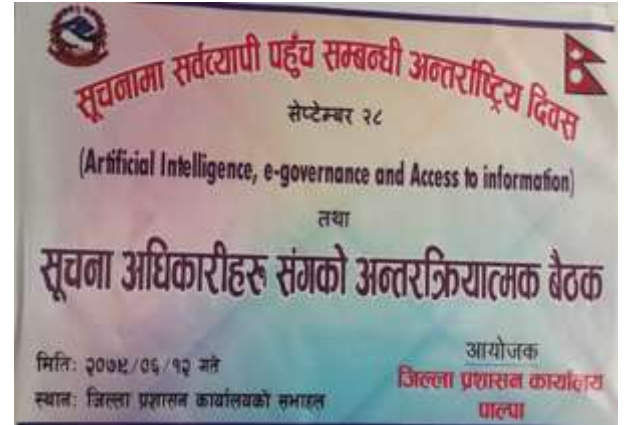 सूचनामा सर्वव्यापी पहुँच सम्बन्धी अन्तर्राष्ट्रिय दिवस
सेप्टेम्बर २८
(Artificial Intelligence, e-governance and Access to information)
तथा
सूचना अधिकारीहरु संगको अन्तरक्रियात्मक बैठक
मितिः २०७९/०६/१२ गते
स्थानः जिल्ला प्रशासन कार्यालयको सभाहल
आयोजक
जिल्ला प्रशासन कार्यालय
पाल्पा